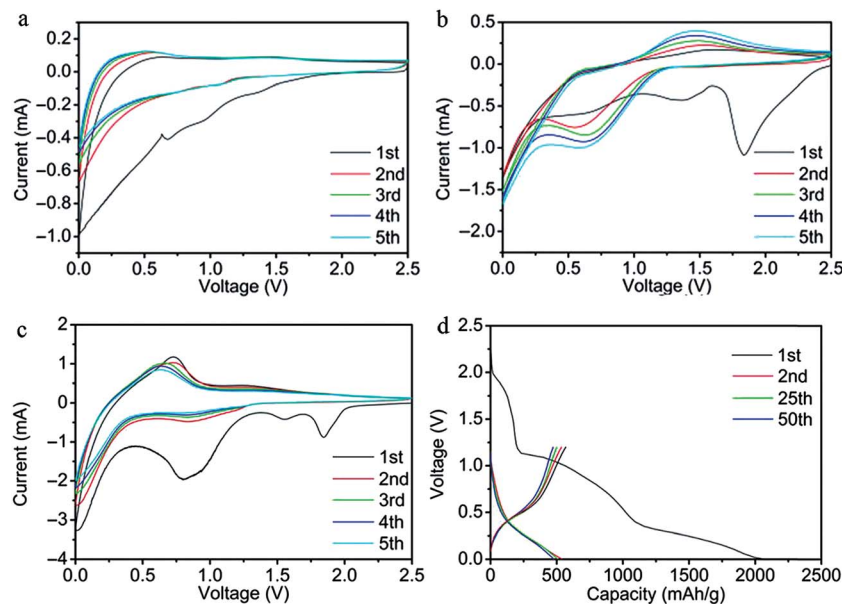 a
0.2
0.0
−0.2
−0.4
−0.6
−0.8
−1.0
Current (mA)
1st
2nd
3rd
4th
5th
0.0 0.5 1.0 1.5 2.0 2.5
Voltage (V)
b
0.5
0.0
−0.5
−1.0
−1.5
−2.0
Current (mA)
1st
2nd
3rd
4th
5th
0.0 0.5 1.0 1.5 2.0 2.5
Voltage (V)
c
2
1
0
−1
−2
−3
−4
Current (mA)
1st
2nd
3rd
4th
5th
0.0 0.5 1.0 1.5 2.0 2.5
Voltage (V)
d
2.5
2.0
1.5
1.0
0.5
0.0
Voltage (V)
1st
2nd
25th
50th
0 500 1000 1500 2000 2500
Capacity (mAh/g)